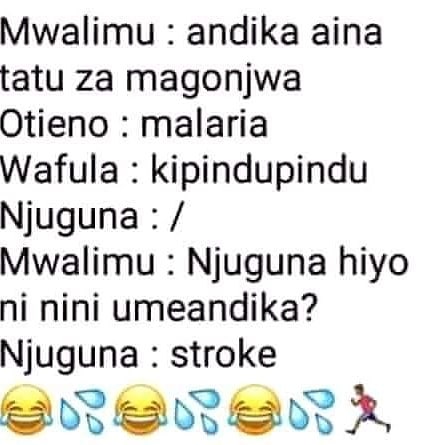 Mwalimu : andika aina
tatu za magonjwa
Otieno : malaria
Wafula : kipindupindu
Njuguna : /
Mwalimu : Njuguna hiyo
ni nini umeandika?
Njuguna : stroke
😂💦😂💦😂💦🏃